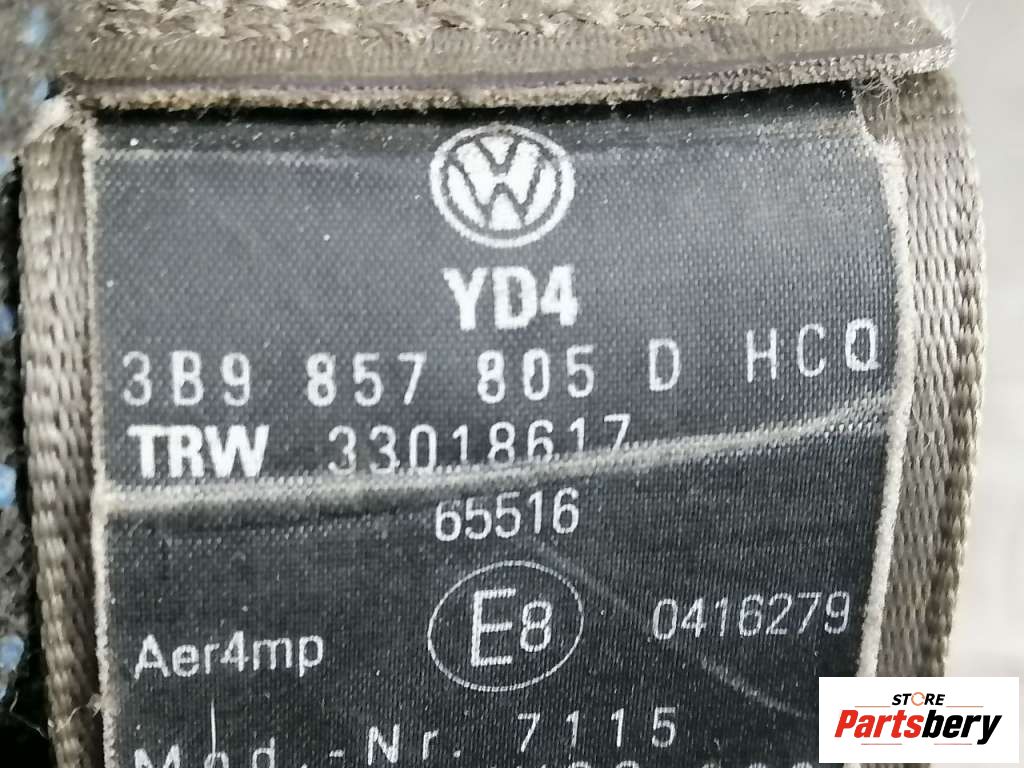 YD4
3B9 857 805 D HCQ
TRW 33018617
65516
Aer4mp E8 0416279
Mod.-Nr. 7115
STORE
Partsbery